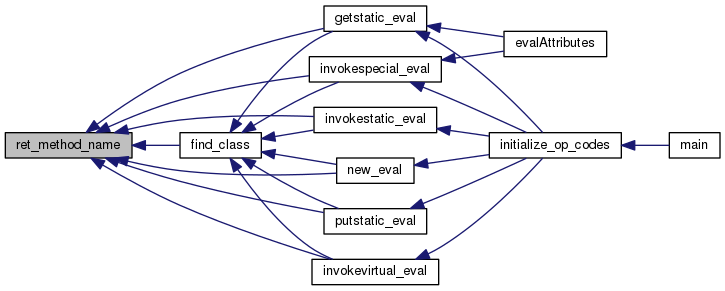 getstatic_eval
evalAttributes
invokespecial_eval
invokestatic_eval
ret_method_name
find_class
initialize_op_codes
main
new_eval
putstatic_eval
invokevirtual_eval